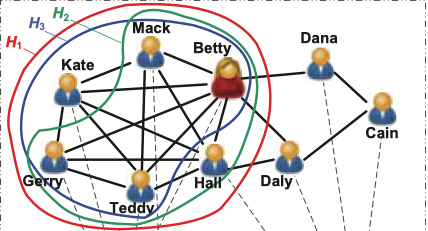 H2
H3
H1
Mack
Betty
Dana
Kate
Cain
Gerry
Teddy
Hall
Daly